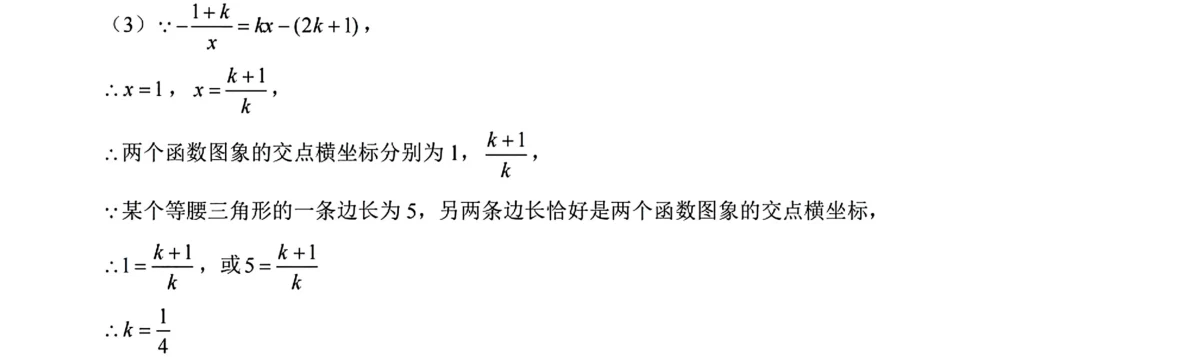 （3）∵ -(1+k)/x = kx-(2k+1)，
∴x=1，x=(k+1)/k，
∴两个函数图象的交点横坐标分别为1，(k+1)/k，
∵某个等腰三角形的一条边长为5，另两条边长恰好是两个函数图象的交点横坐标，
∴1=(k+1)/k，或5=(k+1)/k
∴k=1/4